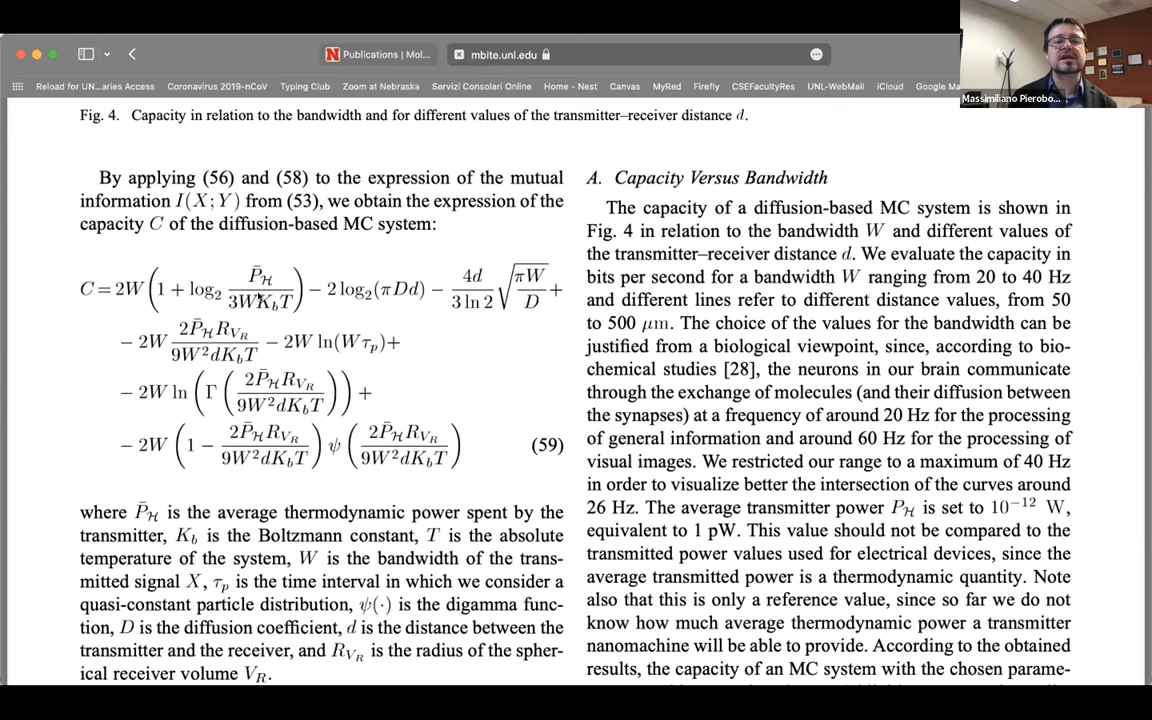 Publications | Mol...
mbite.unl.edu
Reload for UN...aries Access Coronavirus 2019-nCoV Typing Club Zoom at Nebraska Servizi Consolari Online Home - Nest Canvas MyRed Firefly CSEFacultyRes UNL-WebMail iCloud Google Ma
Massimiliano Pierobo...
Fig. 4. Capacity in relation to the bandwidth and for different values of the transmitter–receiver distance d.
By applying (56) and (58) to the expression of the mutual
information I(X; Y) from (53), we obtain the expression of the
capacity C of the diffusion-based MC system:
C = 2W(1 + log₂ P̄_H / 3WK_bT) − 2 log₂(πDd) − 4d / 3 ln 2 √(πW / D) +
− 2W 2P̄_H R_{V_R} / 9W²dK_bT − 2W ln(Wτ_p)+
− 2W ln (Γ (2P̄_H R_{V_R} / 9W²dK_bT)) +
− 2W (1 − 2P̄_H R_{V_R} / 9W²dK_bT) ψ (2P̄_H R_{V_R} / 9W²dK_bT) (59)
where P̄_H is the average thermodynamic power spent by the
transmitter, K_b is the Boltzmann constant, T is the absolute
temperature of the system, W is the bandwidth of the trans-
mitted signal X, τ_p is the time interval in which we consider a
quasi-constant particle distribution, ψ(·) is the digamma func-
tion, D is the diffusion coefficient, d is the distance between the
transmitter and the receiver, and R_{V_R} is the radius of the spher-
ical receiver volume V_R.
A. Capacity Versus Bandwidth
The capacity of a diffusion-based MC system is shown in
Fig. 4 in relation to the bandwidth W and different values of
the transmitter–receiver distance d. We evaluate the capacity in
bits per second for a bandwidth W ranging from 20 to 40 Hz
and different lines refer to different distance values, from 50
to 500 μm. The choice of the values for the bandwidth can be
justified from a biological viewpoint, since, according to bio-
chemical studies [28], the neurons in our brain communicate
through the exchange of molecules (and their diffusion between
the synapses) at a frequency of around 20 Hz for the processing
of general information and around 60 Hz for the processing of
visual images. We restricted our range to a maximum of 40 Hz
in order to visualize better the intersection of the curves around
26 Hz. The average transmitter power P_H is set to 10⁻¹² W,
equivalent to 1 pW. This value should not be compared to the
transmitted power values used for electrical devices, since the
average transmitted power is a thermodynamic quantity. Note
also that this is only a reference value, since so far we do not
know how much average thermodynamic power a transmitter
nanomachine will be able to provide. According to the obtained
results, the capacity of an MC system with the chosen parame-